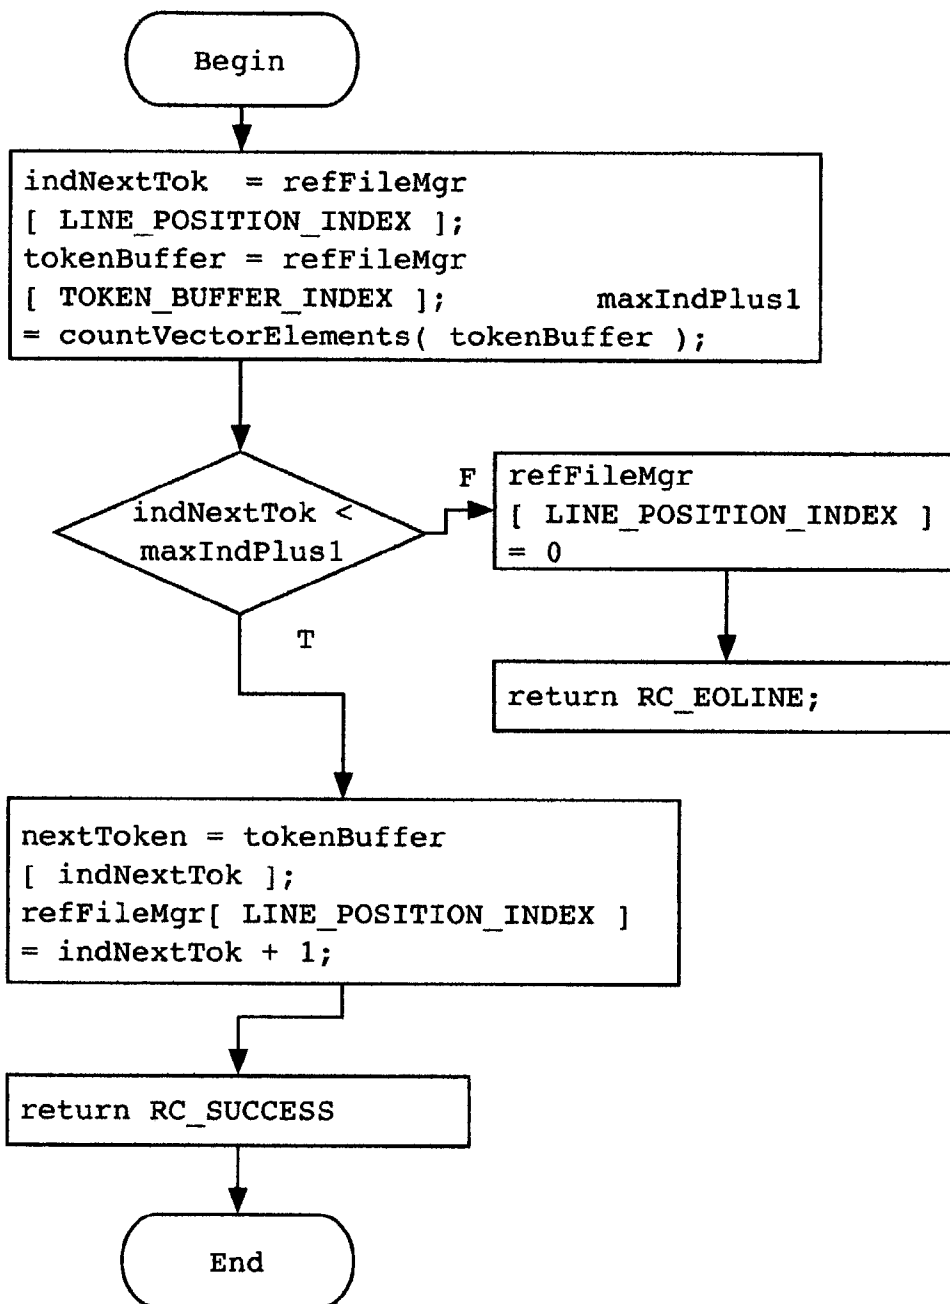 Begin
indNextTok = refFileMgr
[ LINE_POSITION_INDEX ];
tokenBuffer = refFileMgr
[ TOKEN_BUFFER_INDEX ]; maxIndPlus1
= countVectorElements( tokenBuffer );
indNextTok <
maxIndPlus1
F
refFileMgr
[ LINE_POSITION_INDEX ]
= 0
T
return RC_EOLINE;
nextToken = tokenBuffer
[ indNextTok ];
refFileMgr[ LINE_POSITION_INDEX ]
= indNextTok + 1;
return RC_SUCCESS
End